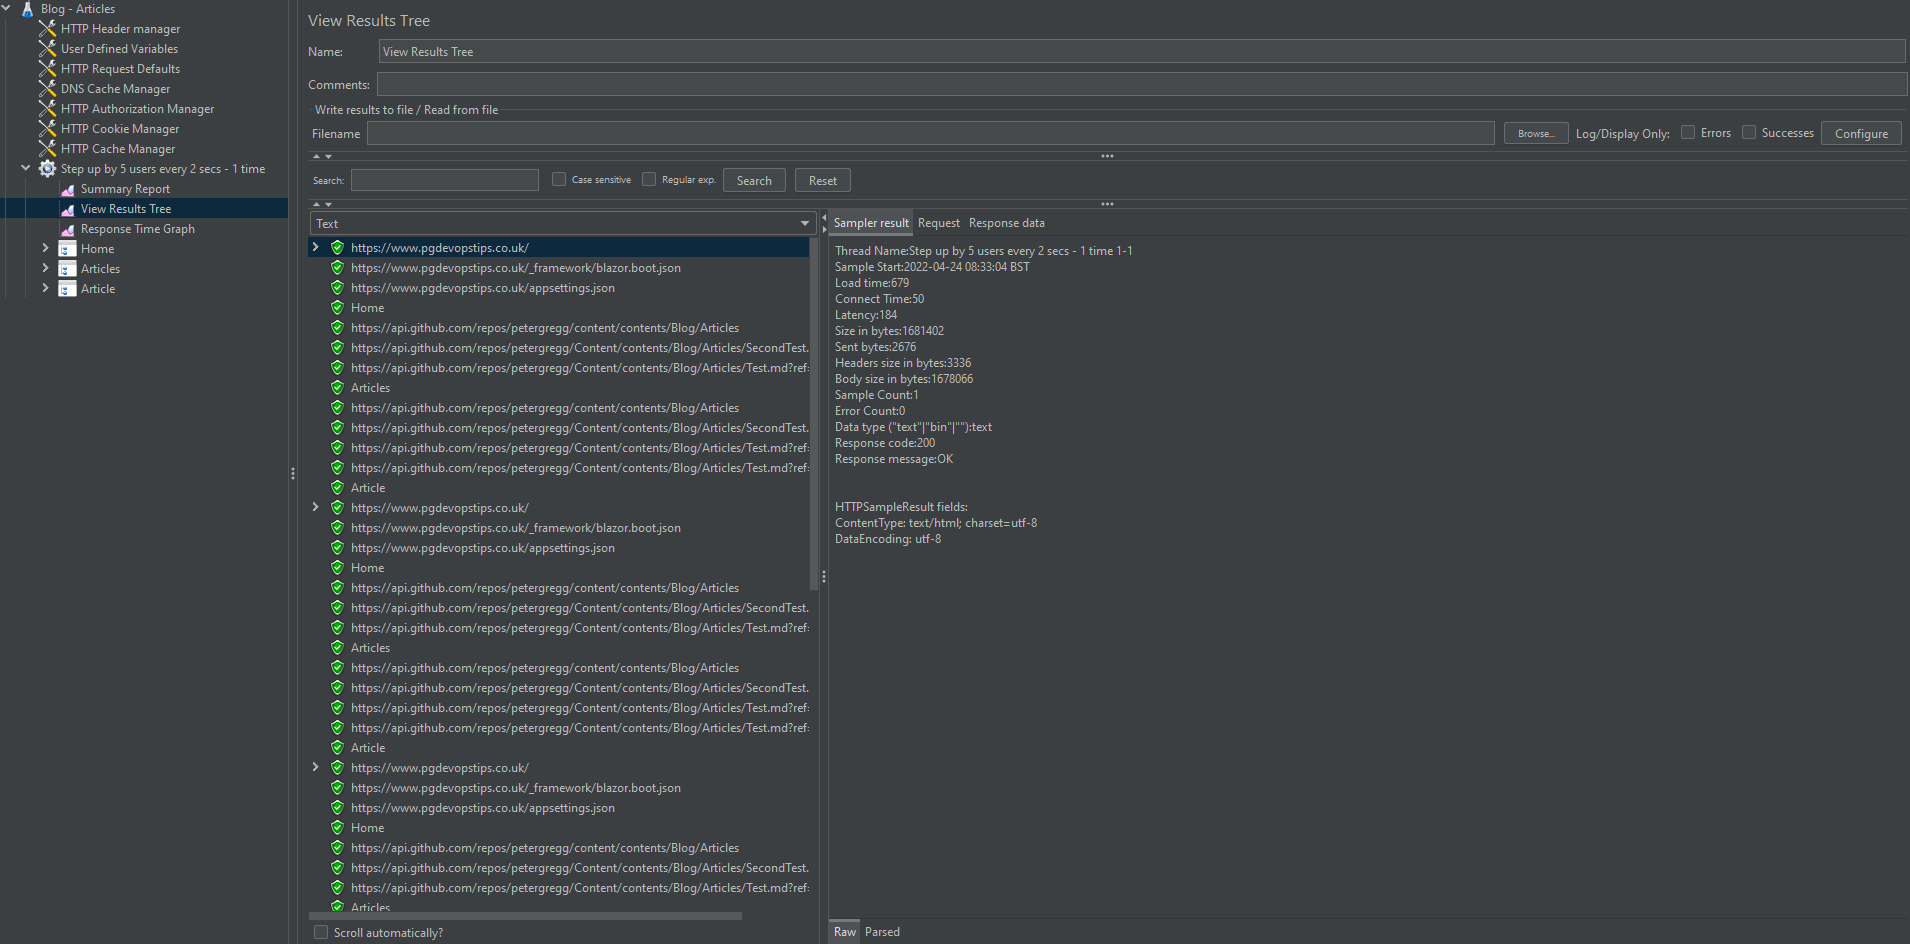 Blog - Articles
HTTP Header manager
User Defined Variables
HTTP Request Defaults
DNS Cache Manager
HTTP Authorization Manager
HTTP Cookie Manager
HTTP Cache Manager
Step up by 5 users every 2 secs - 1 time
Summary Report
View Results Tree
Response Time Graph
Home
Articles
Article
View Results Tree
Name: View Results Tree
Comments:
Write results to file / Read from file
Filename Browse... Log/Display Only: Errors Successes Configure
Search: Case sensitive Regular exp. Search Reset
Text
https://www.pgdevopstips.co.uk/
https://www.pgdevopstips.co.uk/_framework/blazor.boot.json
https://www.pgdevopstips.co.uk/appsettings.json
Home
https://api.github.com/repos/petergregg/content/contents/Blog/Articles
https://api.github.com/repos/petergregg/Content/contents/Blog/Articles/SecondTest.
https://api.github.com/repos/petergregg/Content/contents/Blog/Articles/Test.md?ref=
Articles
https://api.github.com/repos/petergregg/content/contents/Blog/Articles
https://api.github.com/repos/petergregg/Content/contents/Blog/Articles/SecondTest.
https://api.github.com/repos/petergregg/Content/contents/Blog/Articles/Test.md?ref=
https://api.github.com/repos/petergregg/Content/contents/Blog/Articles/Test.md?ref=
Article
https://www.pgdevopstips.co.uk/
https://www.pgdevopstips.co.uk/_framework/blazor.boot.json
https://www.pgdevopstips.co.uk/appsettings.json
Home
https://api.github.com/repos/petergregg/content/contents/Blog/Articles
https://api.github.com/repos/petergregg/Content/contents/Blog/Articles/SecondTest.
https://api.github.com/repos/petergregg/Content/contents/Blog/Articles/Test.md?ref=
Articles
https://api.github.com/repos/petergregg/content/contents/Blog/Articles
https://api.github.com/repos/petergregg/Content/contents/Blog/Articles/SecondTest.
https://api.github.com/repos/petergregg/Content/contents/Blog/Articles/Test.md?ref=
https://api.github.com/repos/petergregg/Content/contents/Blog/Articles/Test.md?ref=
Article
https://www.pgdevopstips.co.uk/
https://www.pgdevopstips.co.uk/_framework/blazor.boot.json
https://www.pgdevopstips.co.uk/appsettings.json
Home
https://api.github.com/repos/petergregg/content/contents/Blog/Articles
https://api.github.com/repos/petergregg/Content/contents/Blog/Articles/SecondTest.
https://api.github.com/repos/petergregg/Content/contents/Blog/Articles/Test.md?ref=
Articles
Scroll automatically?
Sampler result Request Response data
Thread Name:Step up by 5 users every 2 secs - 1 time 1-1
Sample Start:2022-04-24 08:33:04 BST
Load time:679
Connect Time:50
Latency:184
Size in bytes:1681402
Sent bytes:2676
Headers size in bytes:3336
Body size in bytes:1678066
Sample Count:1
Error Count:0
Data type ("text"|"bin"|""):text
Response code:200
Response message:OK
HTTPSampleResult fields:
ContentType: text/html; charset=utf-8
DataEncoding: utf-8
Raw Parsed